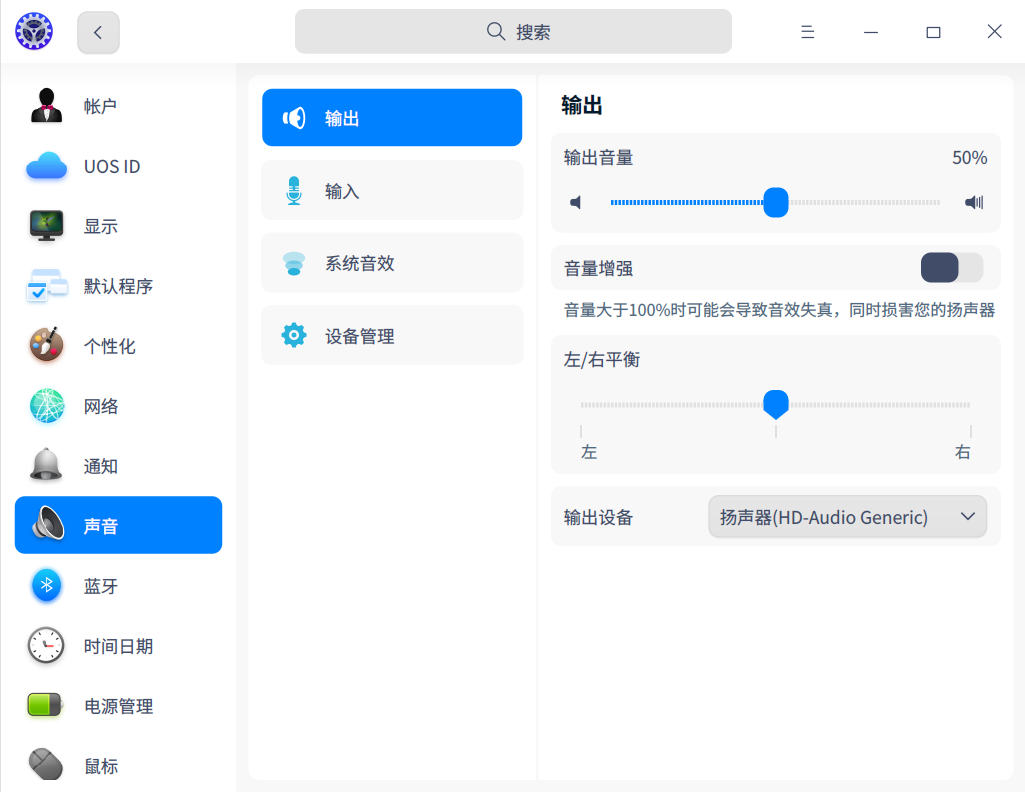 搜索
帐户
UOS ID
显示
默认程序
个性化
网络
通知
声音
蓝牙
时间日期
电源管理
鼠标
输出
输入
系统音效
设备管理
输出
输出音量
50%
音量增强
音量大于100%时可能会导致音效失真，同时损害您的扬声器
左/右平衡
左
右
输出设备
扬声器(HD-Audio Generic)